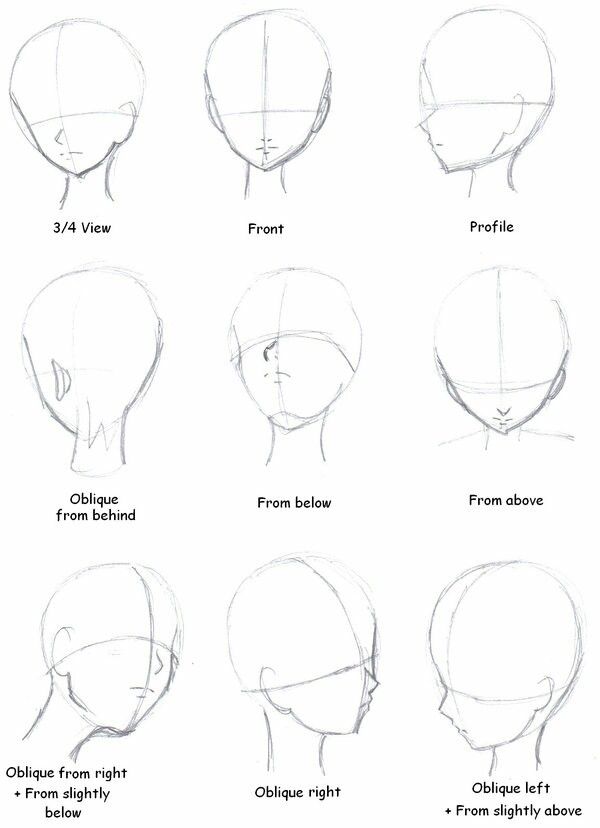 3/4 View
Front
Profile
Oblique
from behind
From below
From above
Oblique from right
+ From slightly
below
Oblique right
Oblique left
+ From slightly above